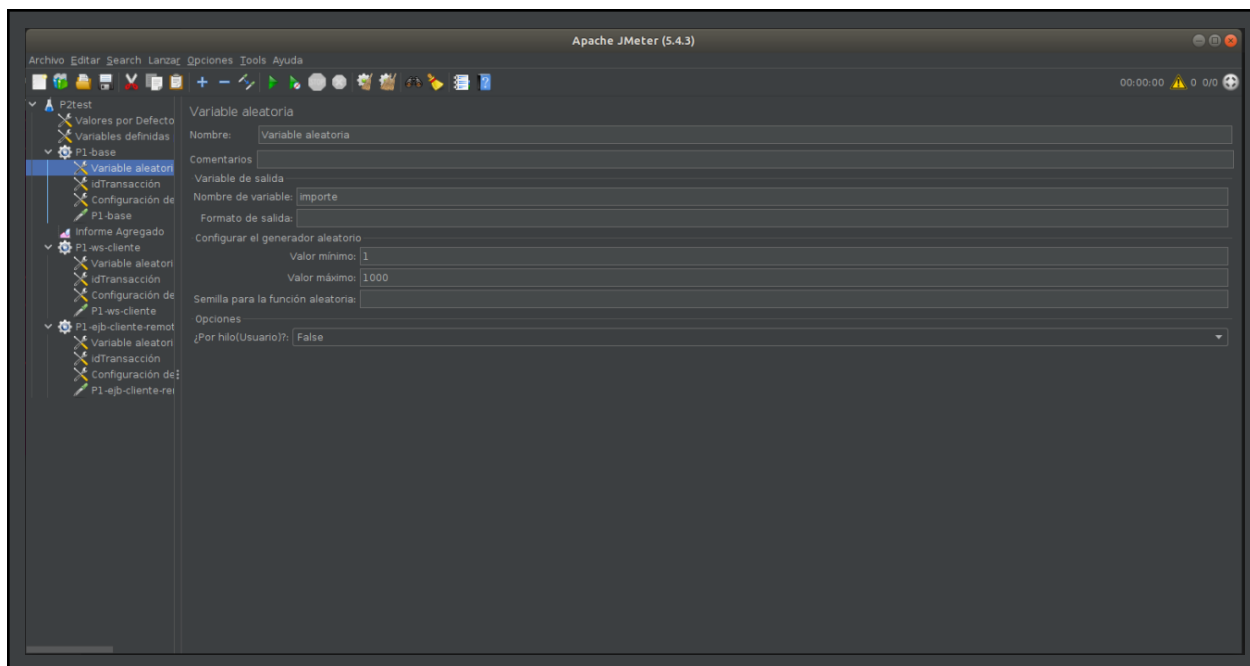 Apache JMeter (5.4.3)
Archivo Editar Search Lanzar Opciones Tools Ayuda
00:00:00 0 0/0
P2test
Valores por Defecto
Variables definidas
P1-base
Variable aleatori
idTransacción
Configuración de
P1-base
Informe Agregado
P1-ws-cliente
Variable aleatori
idTransacción
Configuración de
P1-ws-cliente
P1-ejb-cliente-remot
Variable aleatori
idTransacción
Configuración de
P1-ejb-cliente-rei
Variable aleatoria
Nombre: Variable aleatoria
Comentarios
Variable de salida
Nombre de variable: importe
Formato de salida:
Configurar el generador aleatorio
Valor mínimo: 1
Valor máximo: 1000
Semilla para la función aleatoria:
Opciones
¿Por hilo(Usuario)?: False